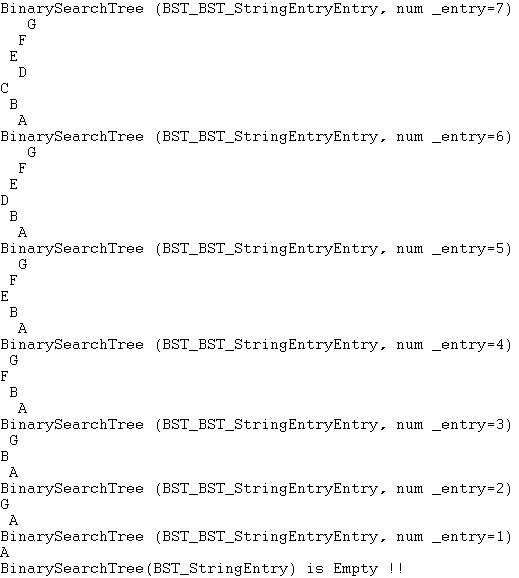 BinarySearchTree (BST_BST_StringEntryEntry, num _entry=7)
   G
  F
 E
  D
C
 B
  A
BinarySearchTree (BST_BST_StringEntryEntry, num _entry=6)
   G
  F
 E
D
 B
  A
BinarySearchTree (BST_BST_StringEntryEntry, num _entry=5)
  G
 F
E
 B
  A
BinarySearchTree (BST_BST_StringEntryEntry, num _entry=4)
 G
F
 B
  A
BinarySearchTree (BST_BST_StringEntryEntry, num _entry=3)
 G
B
 A
BinarySearchTree (BST_BST_StringEntryEntry, num _entry=2)
G
 A
BinarySearchTree (BST_BST_StringEntryEntry, num _entry=1)
A
BinarySearchTree(BST_StringEntry) is Empty !!